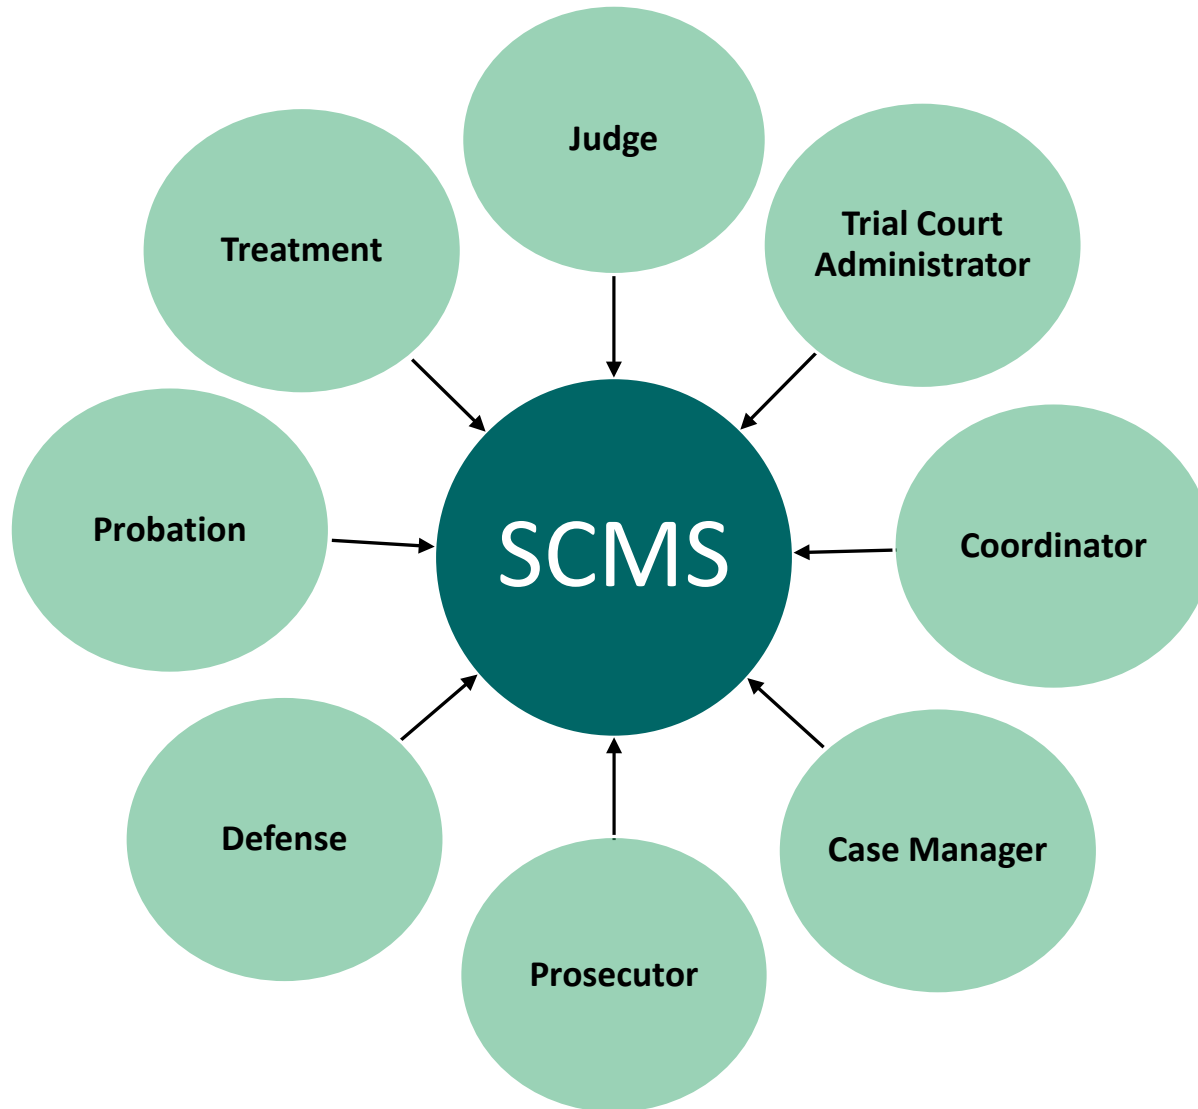 Judge
Trial Court
Administrator
Treatment
Probation
SCMS
Coordinator
Defense
Case Manager
Prosecutor